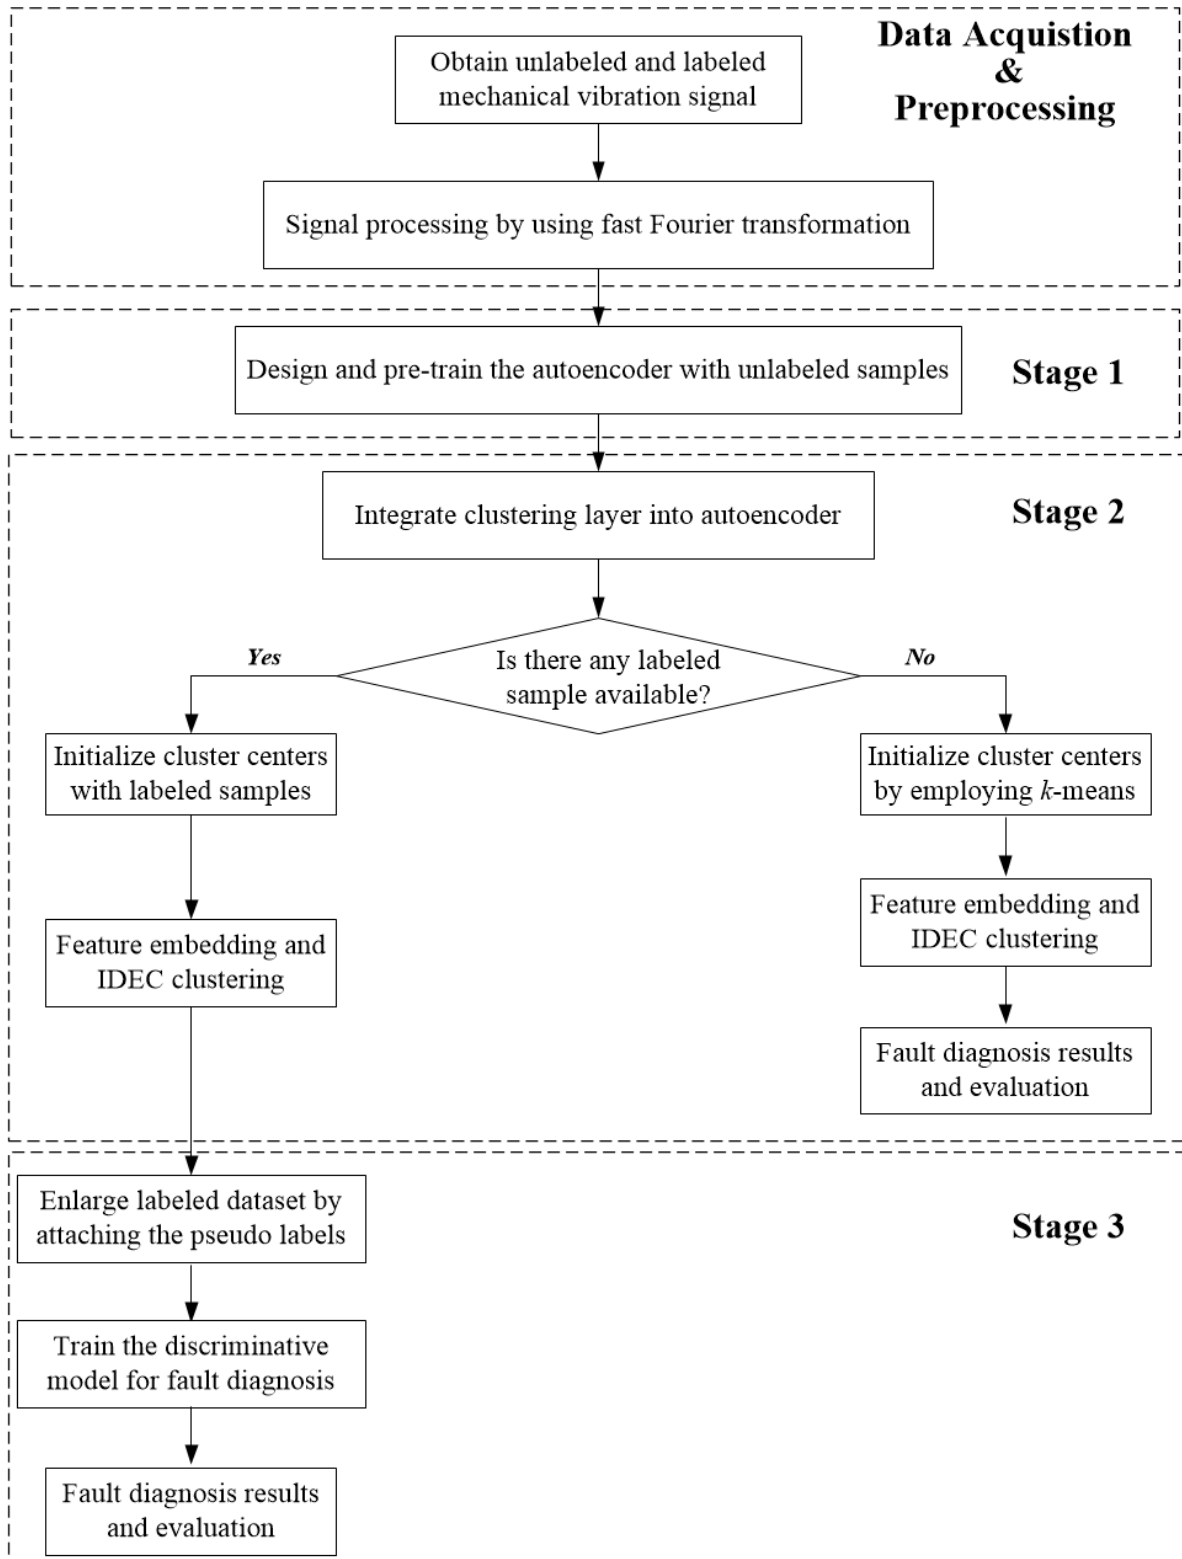 Data Acquistion
&
Preprocessing
Obtain unlabeled and labeled
mechanical vibration signal
Signal processing by using fast Fourier transformation
Design and pre-train the autoencoder with unlabeled samples
Stage 1
Integrate clustering layer into autoencoder
Stage 2
Is there any labeled
sample available?
Yes
No
Initialize cluster centers
with labeled samples
Initialize cluster centers
by employing k-means
Feature embedding and
IDEC clustering
Feature embedding and
IDEC clustering
Fault diagnosis results
and evaluation
Enlarge labeled dataset by
attaching the pseudo labels
Stage 3
Train the discriminative
model for fault diagnosis
Fault diagnosis results
and evaluation